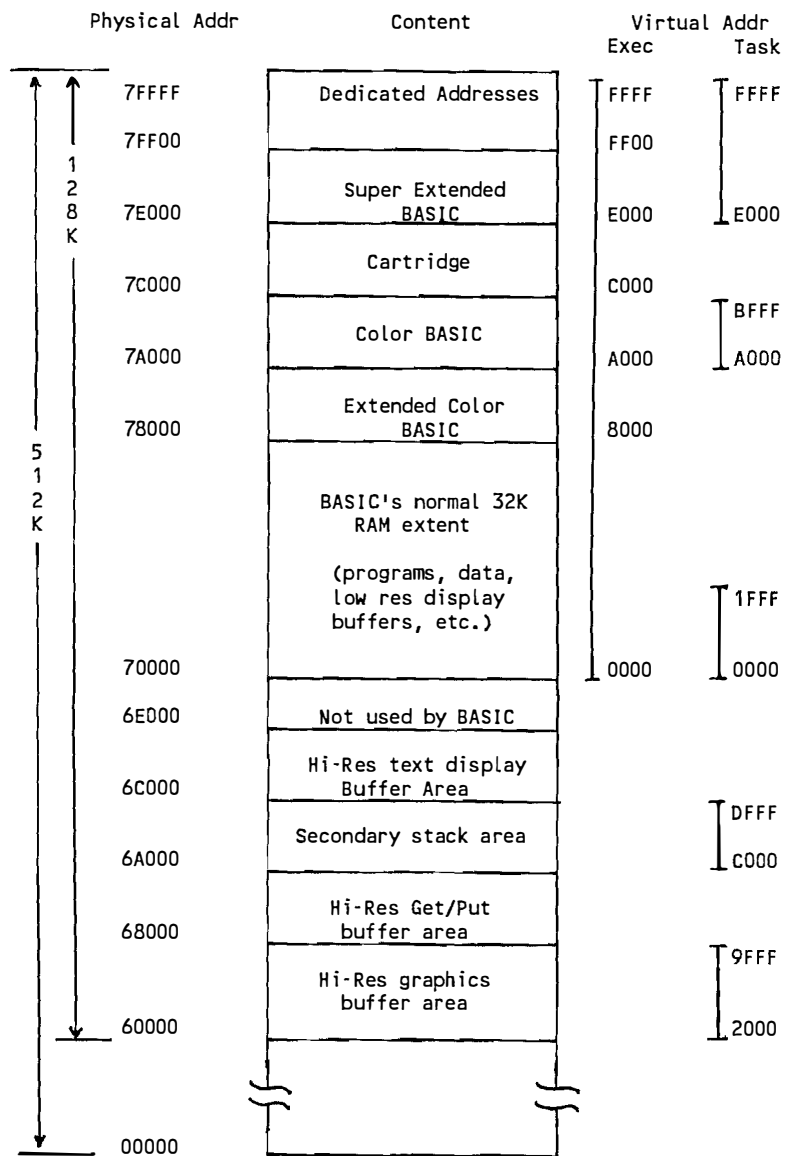 Physical Addr Content Virtual Addr
Exec Task
7FFFF Dedicated Addresses FFFF FFFF
7FF00 FF00
128K
Super Extended
7E000 BASIC E000 E000
Cartridge
7C000 C000
BFFF
Color BASIC
7A000 A000 A000
Extended Color
78000 BASIC 8000
512K
BASIC's normal 32K
RAM extent
(programs, data,
low res display 1FFF
buffers, etc.)
70000 0000 0000
6E000 Not used by BASIC
Hi-Res text display
6C000 Buffer Area
DFFF
Secondary stack area
6A000 C000
Hi-Res Get/Put
68000 buffer area
9FFF
Hi-Res graphics
buffer area
60000 2000
00000